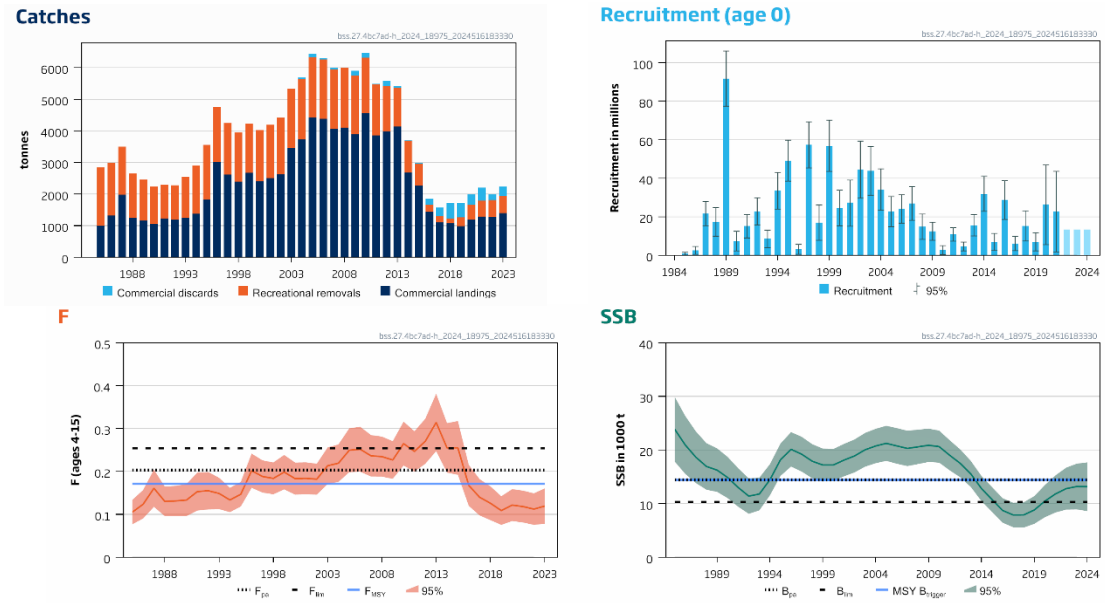 Catches
bss.27.4bc7ad-h_2024_18975_2024516183330
tonnes
6000
5000
4000
3000
2000
1000
0
1988 1993 1998 2003 2008 2013 2018 2023
Commercial discards Recreational removals Commercial landings
Recruitment (age 0)
bss.27.4bc7ad-h_2024_18975_2024516183330
Recruitment in millions
100
80
60
40
20
0
1984 1989 1994 1999 2004 2009 2014 2019 2024
Recruitment 95%
F
bss.27.4bc7ad-h_2024_18975_2024516183330
F (ages 4-15)
0.5
0.4
0.3
0.2
0.1
0
1988 1993 1998 2003 2008 2013 2018 2023
Fpa Flim FMSY 95%
SSB
bss.27.4bc7ad-h_2024_18975_2024516183330
SSB in 1000 t
40
30
20
10
0
1989 1994 1999 2004 2009 2014 2019 2024
Bpa Blim MSY Btrigger 95%